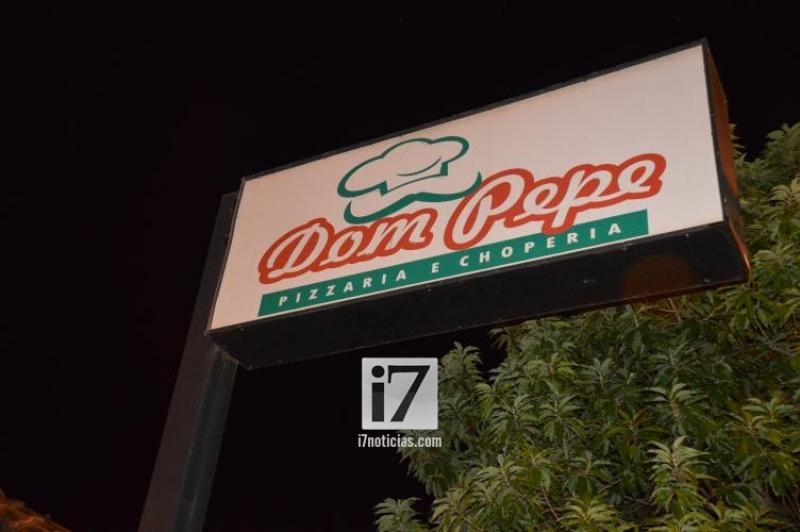 Dom Pepe
PIZZARIA E CHOPERIA
i7
i7noticias.com